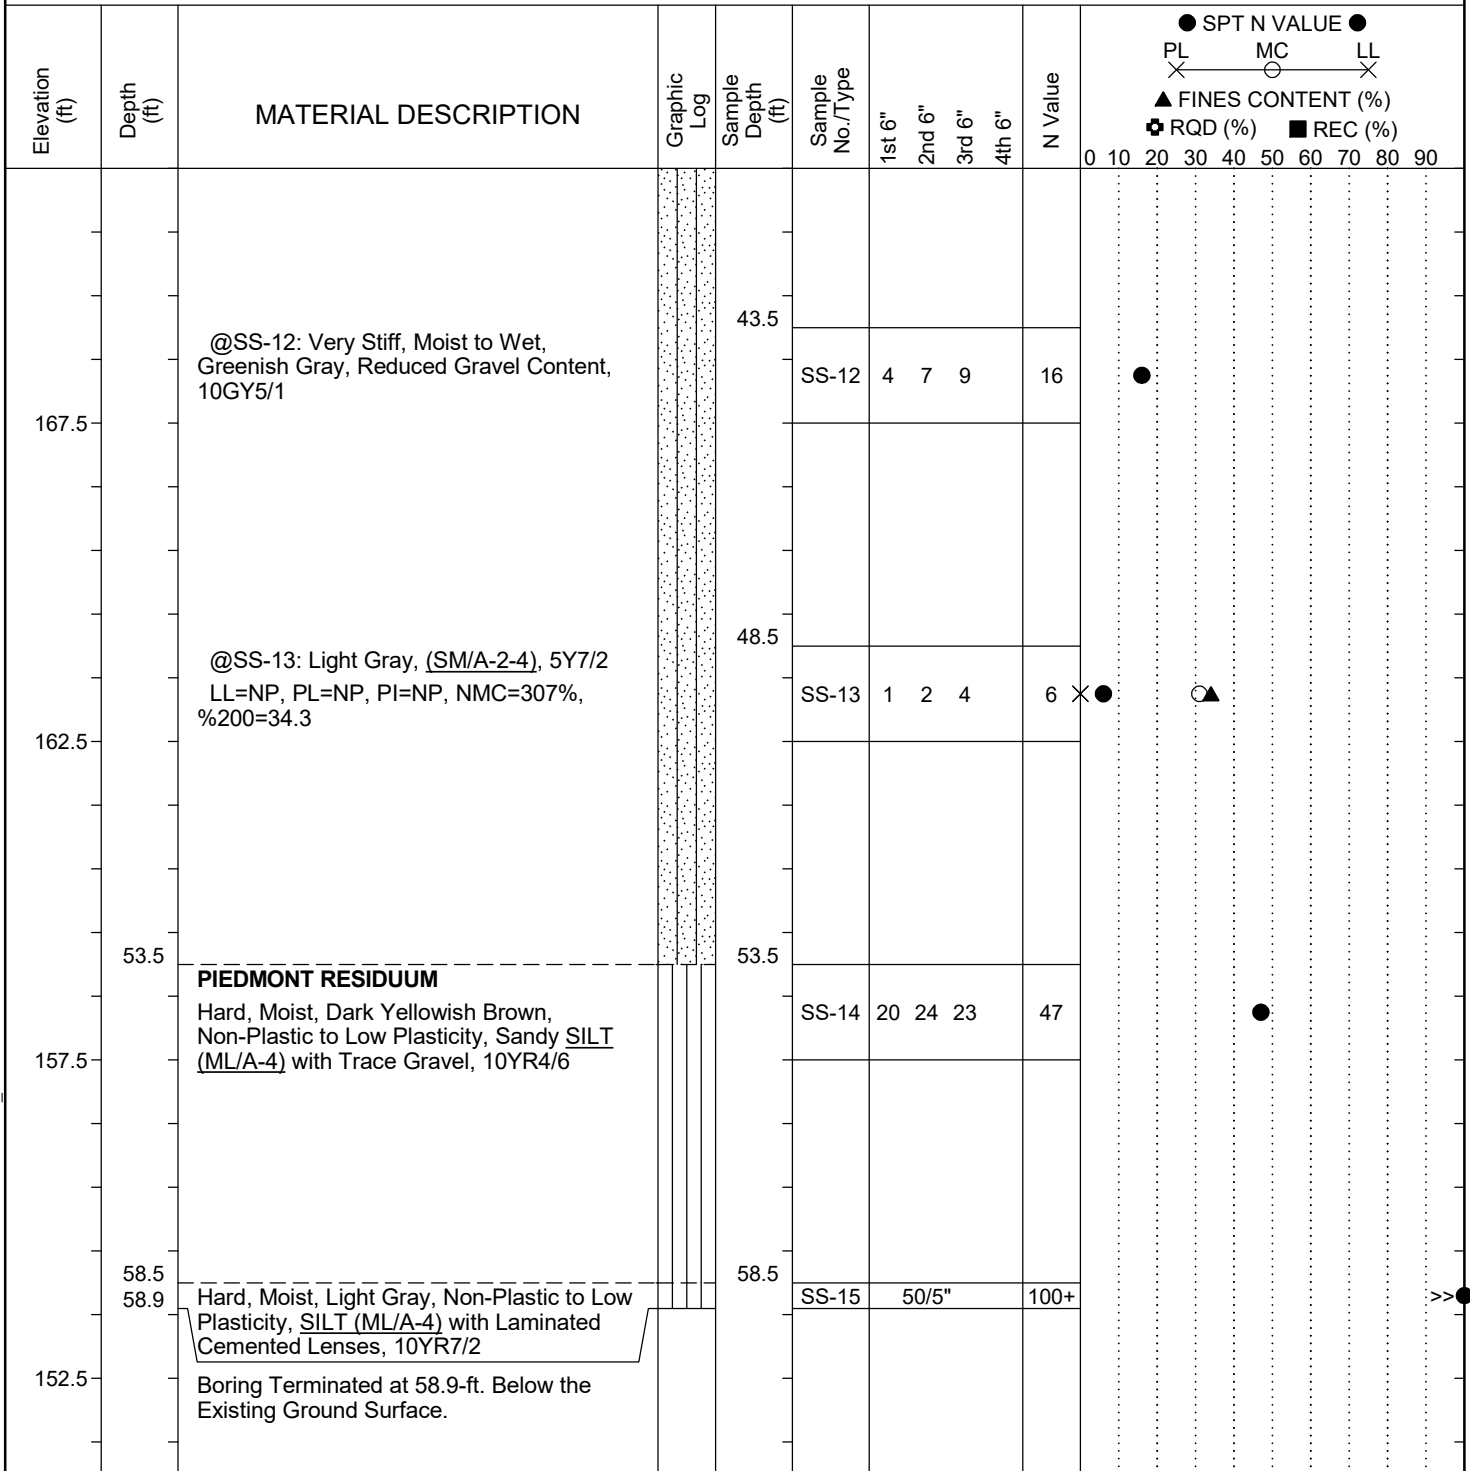 ● SPT N VALUE ●
PL MC LL
▲ FINES CONTENT (%)
RQD (%) ■ REC (%)
0 10 20 30 40 50 60 70 80 90
Elevation (ft)
Depth (ft)
MATERIAL DESCRIPTION
Graphic Log
Sample Depth (ft)
Sample No./Type
1st 6"
2nd 6"
3rd 6"
4th 6"
N Value
43.5
@SS-12: Very Stiff, Moist to Wet,
Greenish Gray, Reduced Gravel Content,
10GY5/1
SS-12 4 7 9 16
167.5
48.5
@SS-13: Light Gray, (SM/A-2-4), 5Y7/2
LL=NP, PL=NP, PI=NP, NMC=307%,
%200=34.3
SS-13 1 2 4 6
162.5
53.5 53.5
PIEDMONT RESIDUUM
Hard, Moist, Dark Yellowish Brown,
Non-Plastic to Low Plasticity, Sandy SILT
(ML/A-4) with Trace Gravel, 10YR4/6
SS-14 20 24 23 47
157.5
58.5 58.5
58.9
Hard, Moist, Light Gray, Non-Plastic to Low
Plasticity, SILT (ML/A-4) with Laminated
Cemented Lenses, 10YR7/2
SS-15 50/5" 100+ >>
152.5
Boring Terminated at 58.9-ft. Below the
Existing Ground Surface.